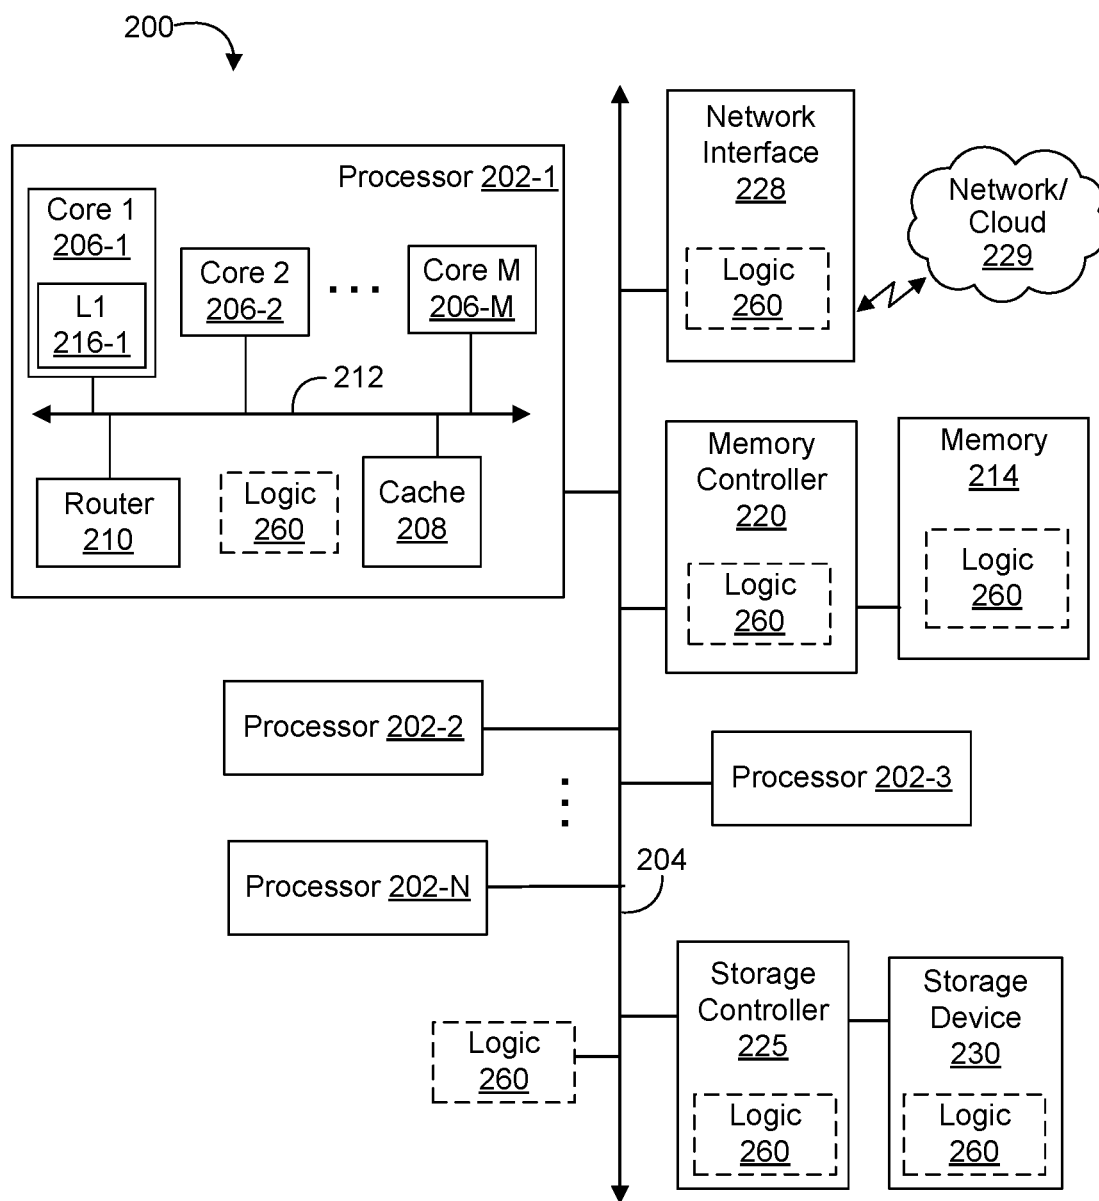 200
Processor 202-1
Core 1
206-1
L1
216-1
Core 2
206-2
Core M
206-M
212
Router
210
Logic
260
Cache
208
Network
Interface
228
Logic
260
Network/
Cloud
229
Memory
Controller
220
Logic
260
Memory
214
Logic
260
Processor 202-2
Processor 202-3
Processor 202-N
204
Storage
Controller
225
Logic
260
Storage
Device
230
Logic
260
Logic
260